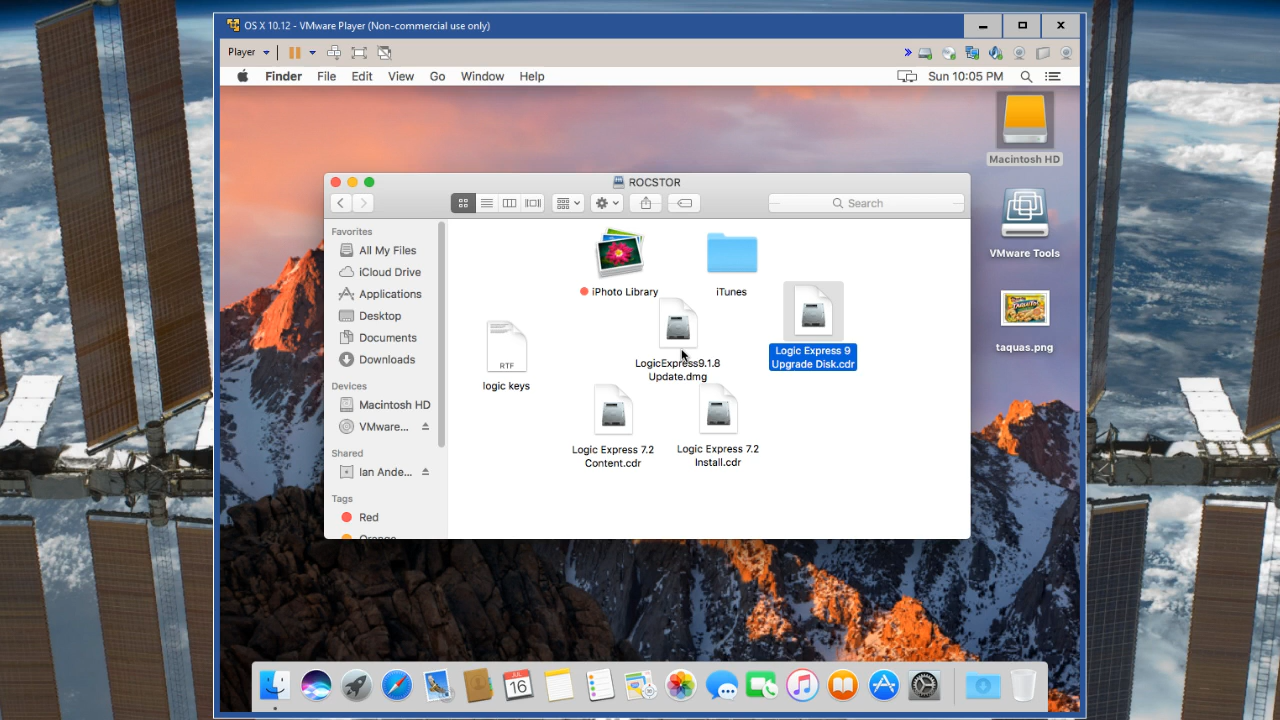 OS X 10.12 - VMware Player (Non-commercial use only)
Player
Finder File Edit View Go Window Help
Sun 10:05 PM
Macintosh HD
VMware Tools
taquas.png
ROCSTOR
Search
Favorites
All My Files
iCloud Drive
Applications
Desktop
Documents
Downloads
Devices
Macintosh HD
VMware...
Shared
Ian Ande...
Tags
Red
iPhoto Library
iTunes
RTF
logic keys
LogicExpress9.1.8
Update.dmg
Logic Express 9
Upgrade Disk.cdr
Logic Express 7.2
Content.cdr
Logic Express 7.2
Install.cdr
JUL
16